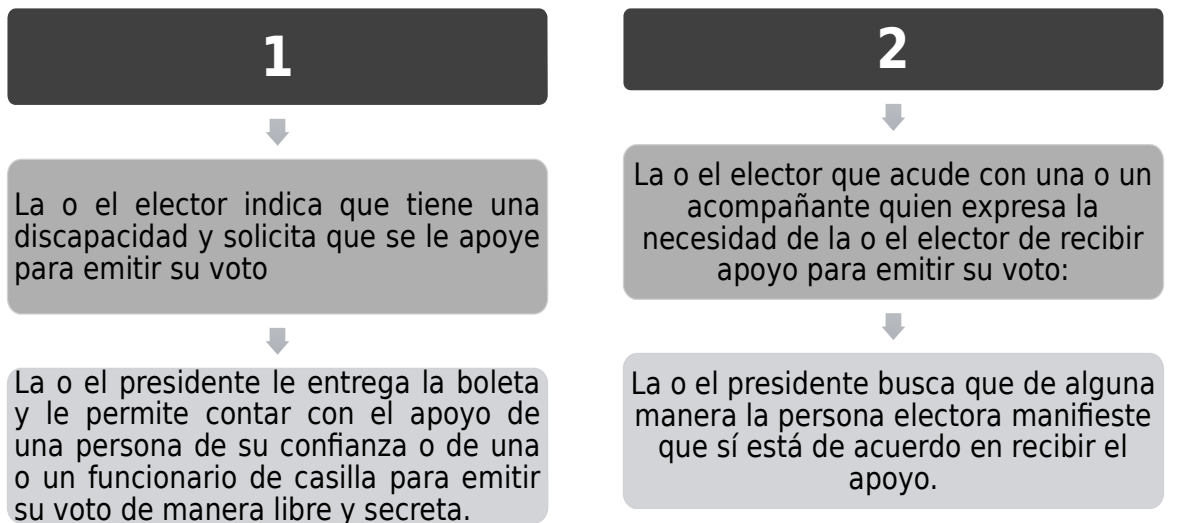 1
La o el elector indica que tiene una
discapacidad y solicita que se le apoye
para emitir su voto
La o el presidente le entrega la boleta
y le permite contar con el apoyo de
una persona de su confianza o de una
o un funcionario de casilla para emitir
su voto de manera libre y secreta.
2
La o el elector que acude con una o un
acompañante quien expresa la
necesidad de la o el elector de recibir
apoyo para emitir su voto:
La o el presidente busca que de alguna
manera la persona electora manifieste
que sí está de acuerdo en recibir el
apoyo.